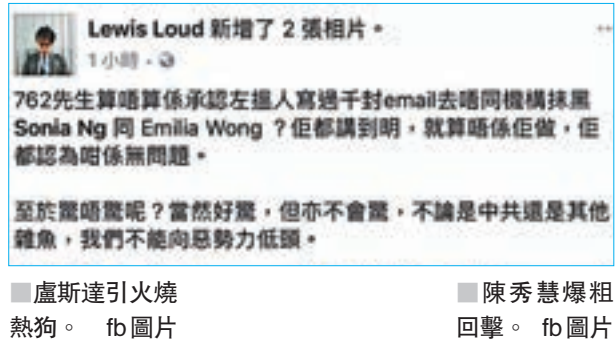 Lewis Loud 新增了 2 張相片。
1 小時 ·
762先生算唔算係承認左搵人寫過千封email去唔同機構抹黑
Sonia Ng 同 Emilia Wong ？佢都講到明，就算唔係佢做，佢
都認為咁係無問題。
至於驚唔驚呢？當然好驚，但亦不會驚，不論是中共還是其他
雜魚，我們不能向惡勢力低頭。
■盧斯達引火燒
熱狗。 fb圖片
■陳秀慧爆粗
回擊。 fb圖片